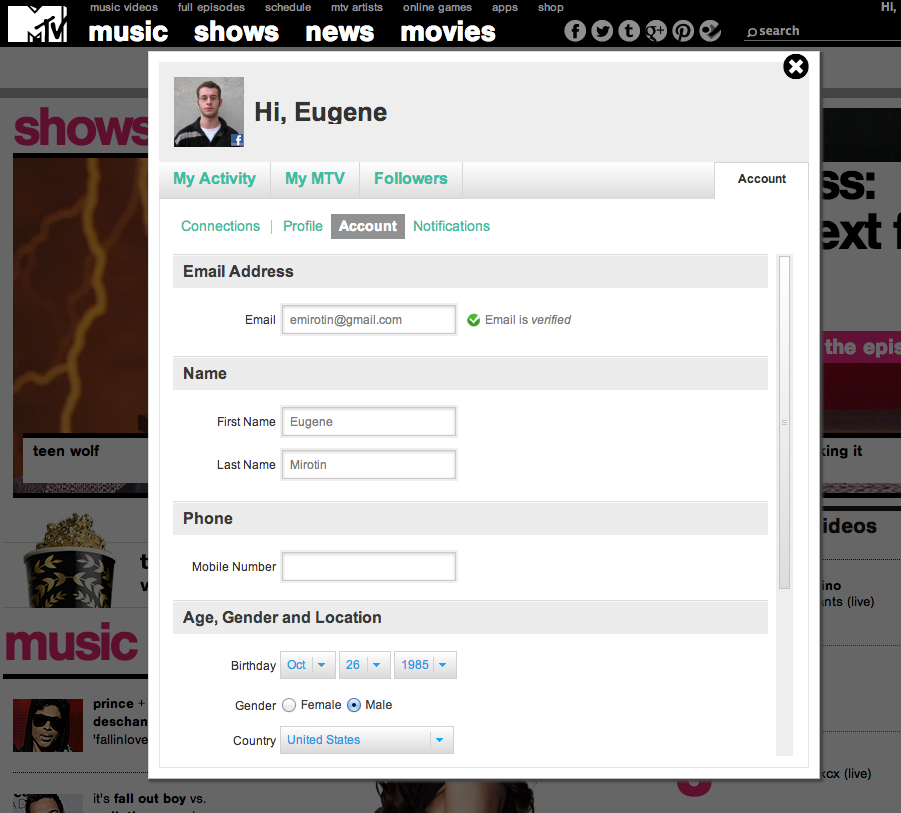 music videos full episodes schedule mtv artists online games apps shop Hi,
MTV music shows news movies search
Hi, Eugene
shows
My Activity My MTV Followers Account
Connections | Profile Account Notifications
Email Address
Email emirotin@gmail.com Email is verified
Name
First Name Eugene
Last Name Mirotin
Phone
Mobile Number
Age, Gender and Location
Birthday Oct 26 1985
Gender Female Male
Country United States
teen wolf
music
prince +
'fallinlove
it's fall out boy vs.
ss:
ext f
the epis
king it
ideos
ino
nts (live)
xcx (live)